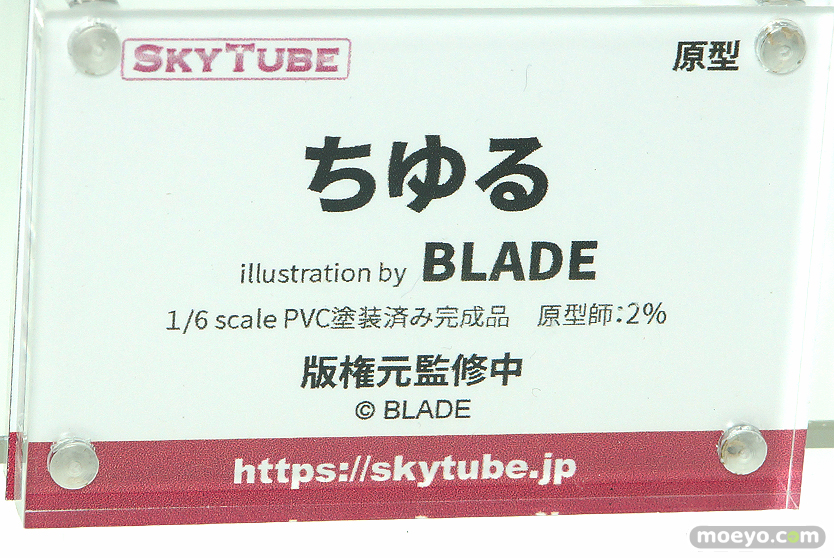 SKYTUBE
原型
ちゆる
illustration by BLADE
1/6 scale PVC塗装済み完成品　原型師:2%
版権元監修中
© BLADE
https://skytube.jp
moeyo.com